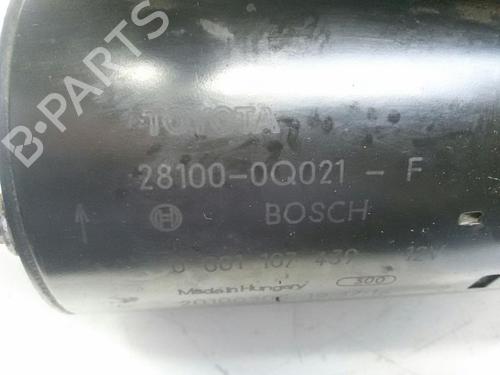 B-PARTS
TOYOTA
28100-0Q021 - F
BOSCH
0 001 107 439 12V
Made in Hungary 300